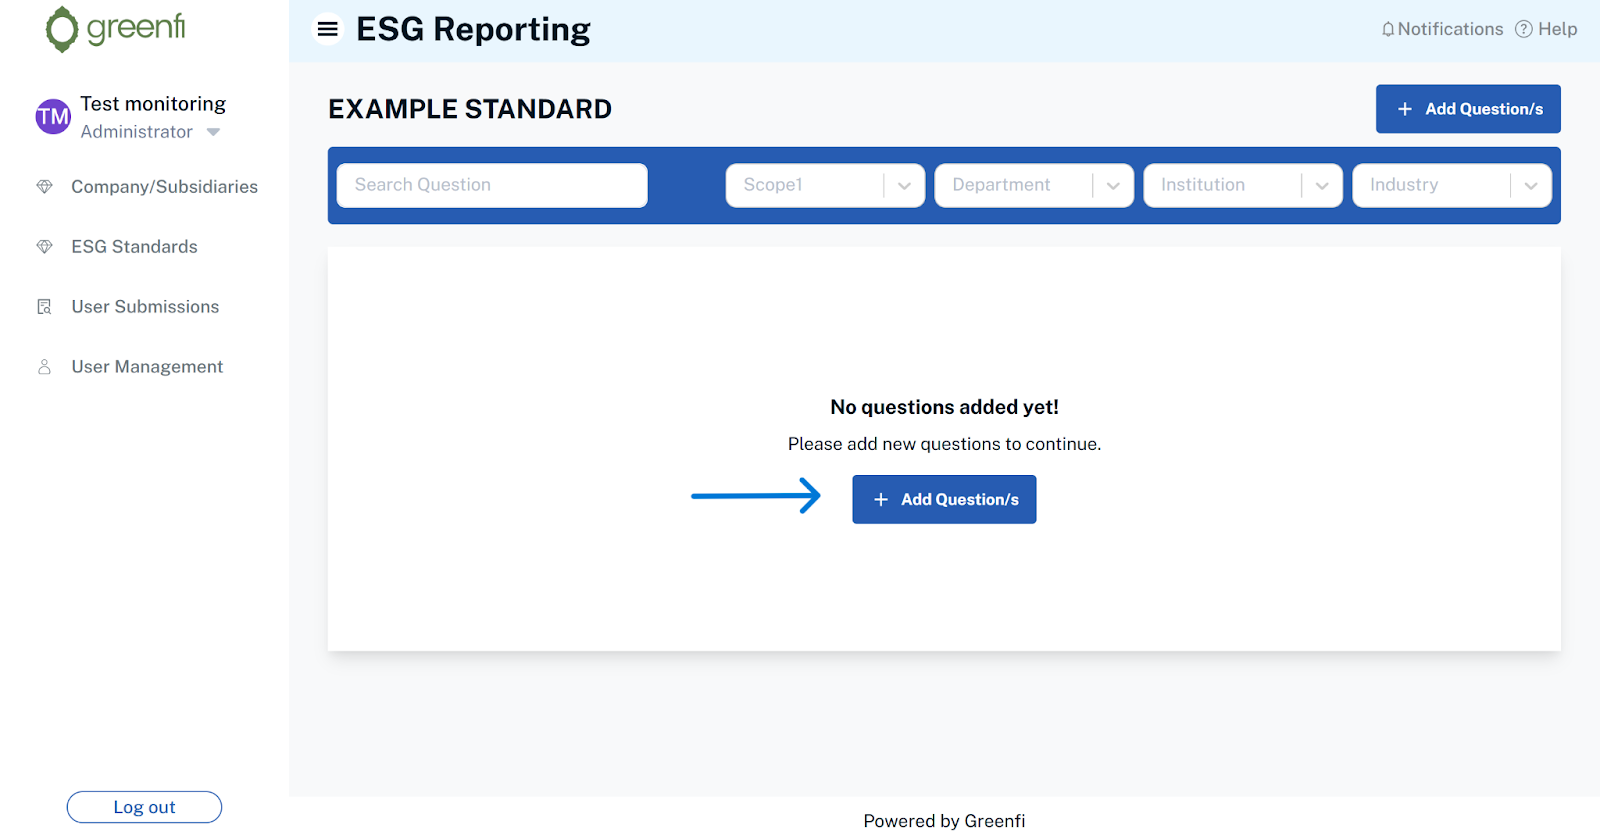 greenfi
TM
Test monitoring
Administrator
Company/Subsidiaries
ESG Standards
User Submissions
User Management
Log out
ESG Reporting
Notifications
Help
EXAMPLE STANDARD
+ Add Question/s
Search Question
Scope1
Department
Institution
Industry
No questions added yet!
Please add new questions to continue.
+ Add Question/s
Powered by Greenfi